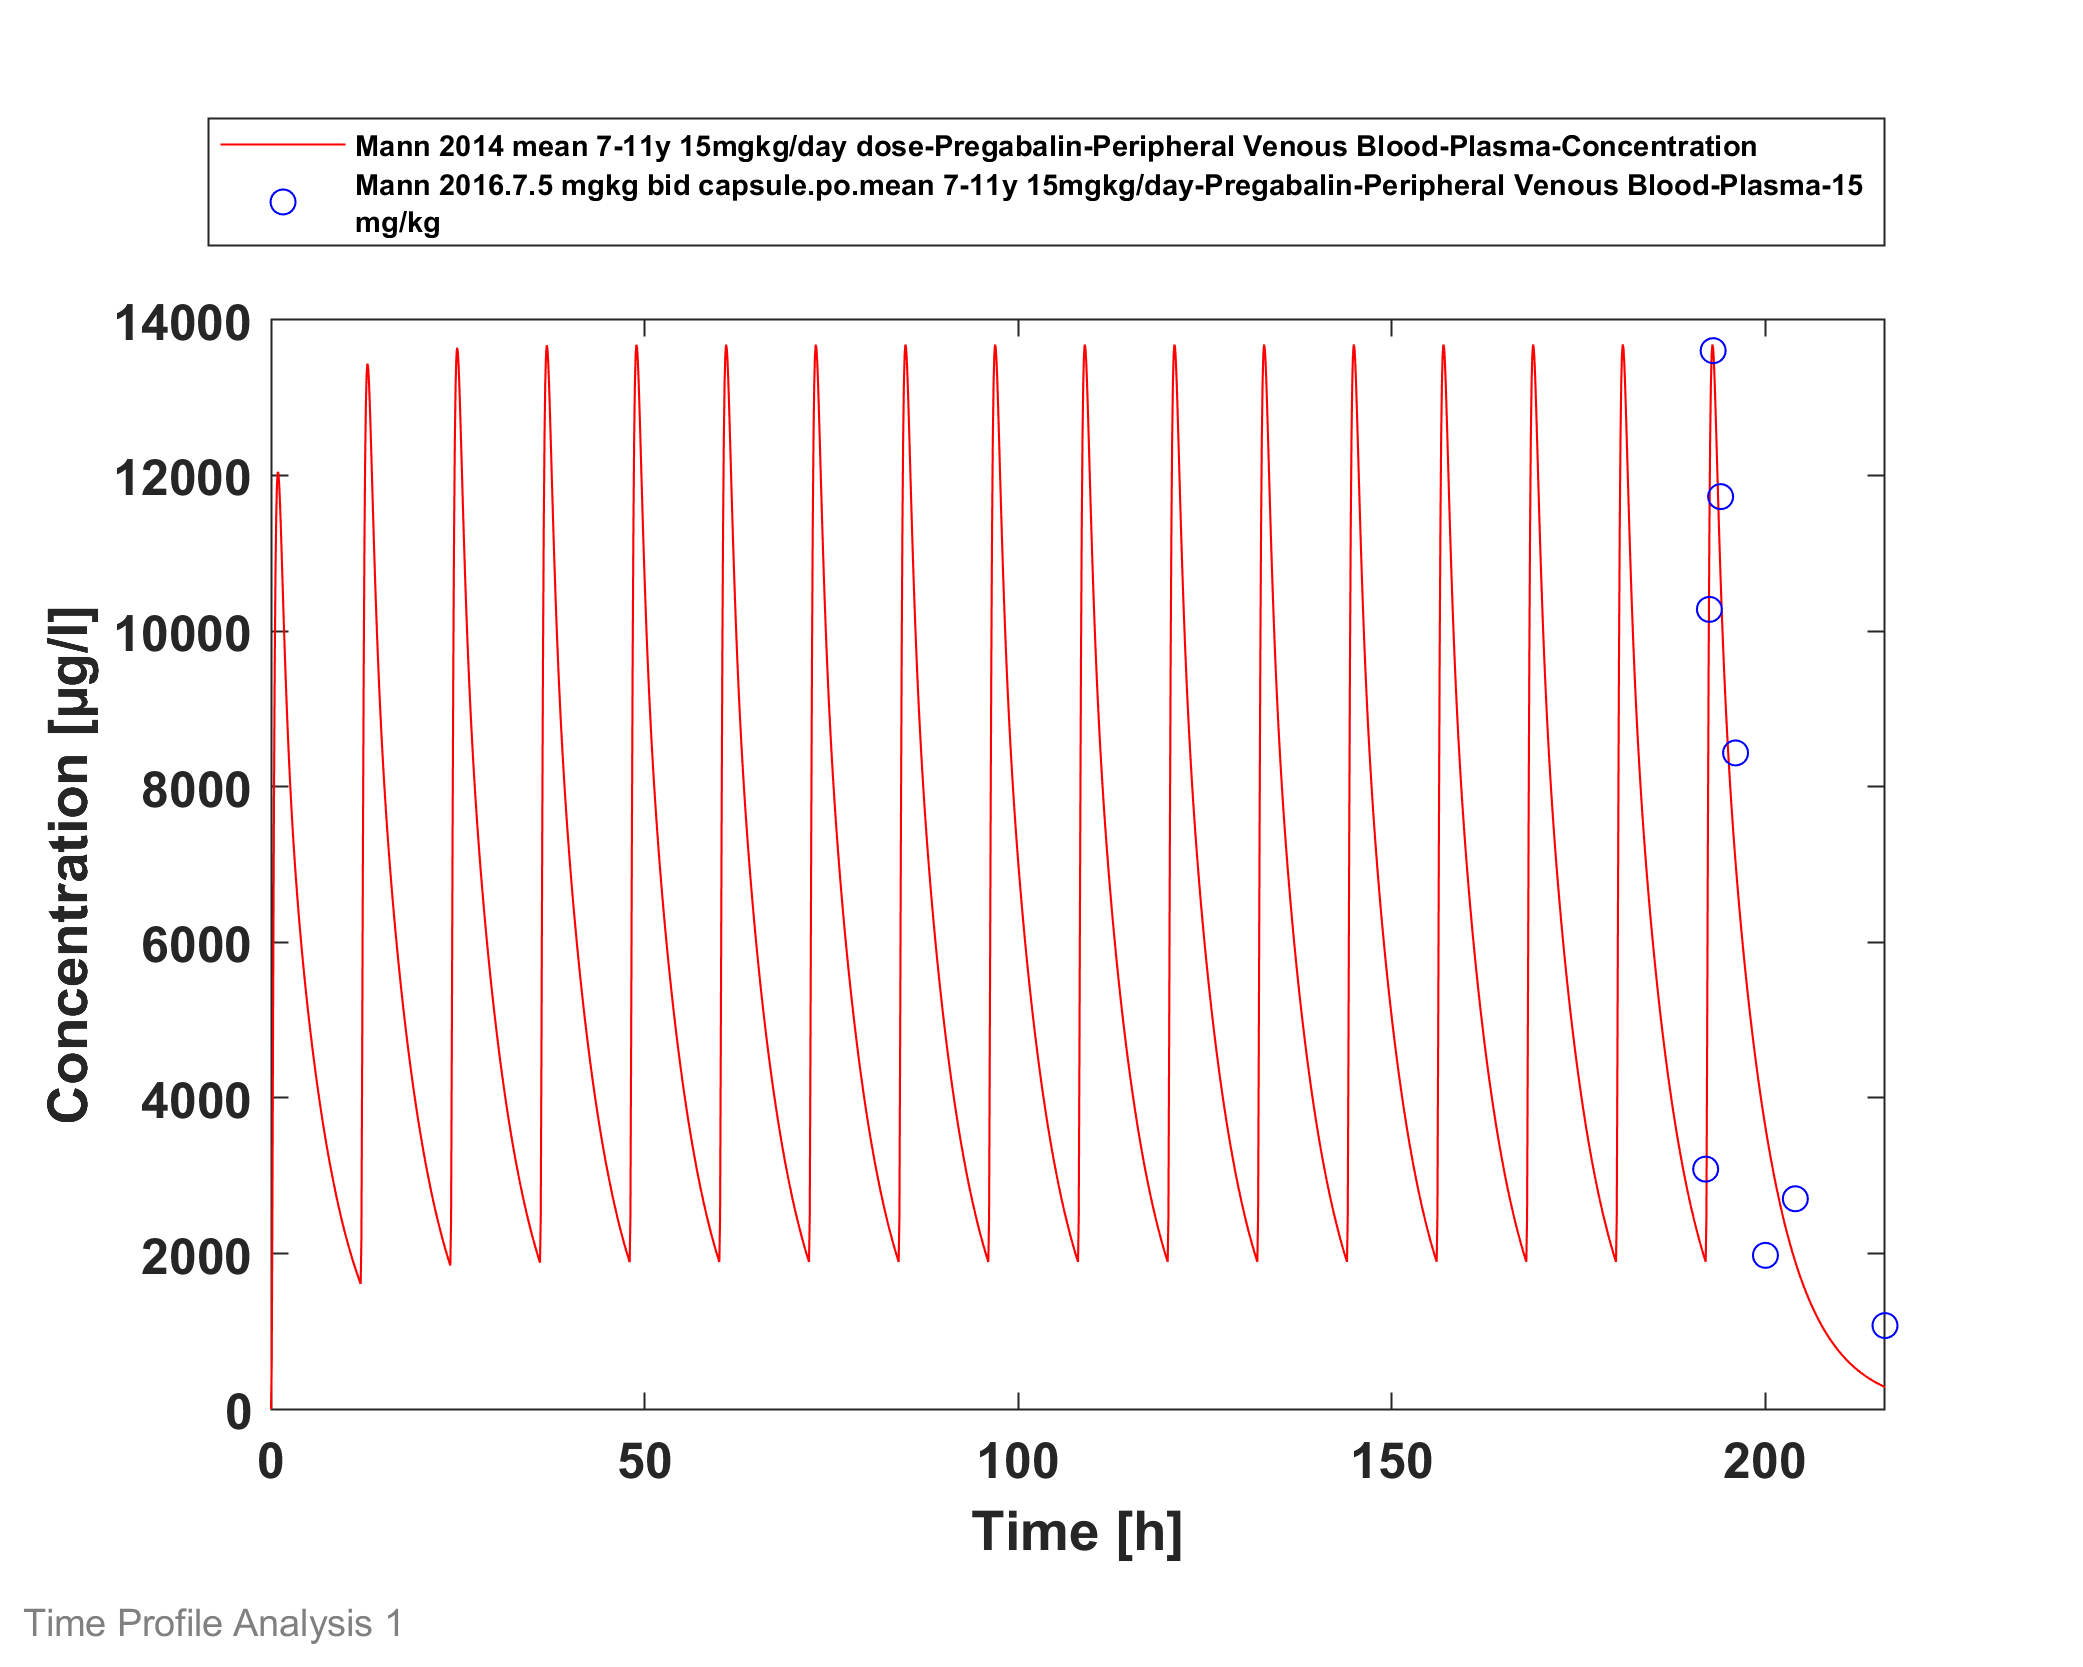 Mann 2014 mean 7-11y 15mgkg/day dose-Pregabalin-Peripheral Venous Blood-Plasma-Concentration
Mann 2016.7.5 mgkg bid capsule.po.mean 7-11y 15mgkg/day-Pregabalin-Peripheral Venous Blood-Plasma-15
mg/kg
14000
12000
10000
8000
6000
4000
2000
0
Concentration [µg/l]
0 50 100 150 200
Time [h]
Time Profile Analysis 1